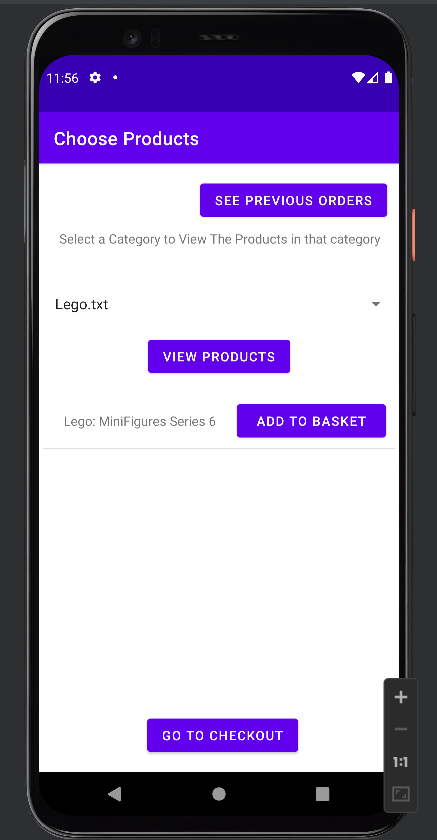 11:56
Choose Products
SEE PREVIOUS ORDERS
Select a Category to View The Products in that category
Lego.txt
VIEW PRODUCTS
Lego: MiniFigures Series 6
ADD TO BASKET
GO TO CHECKOUT
1:1